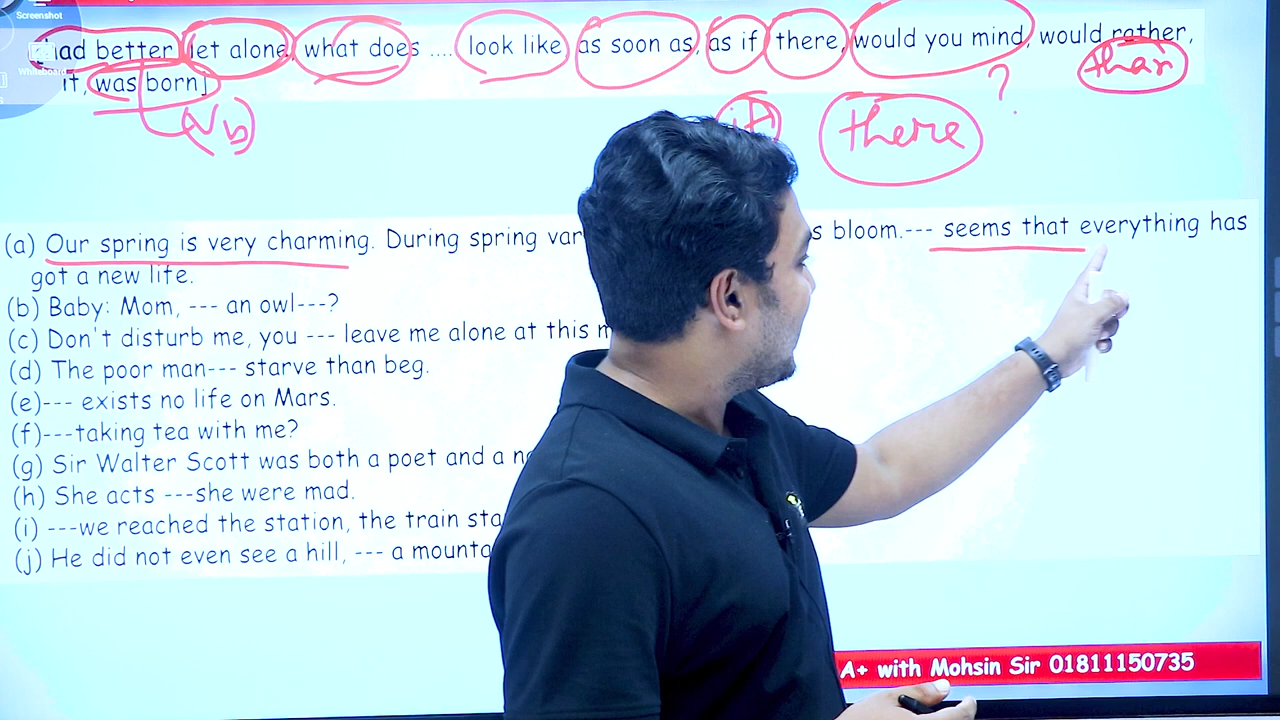 Screenshot
had better, let alone, what does .... look like, as soon as, as if, there, would you mind, would rather,
Whiteboard
it, was born]
than
?
(Vb)
it
there
(a) Our spring is very charming. During spring s bloom.--- seems that everything has
got a new life.
(b) Baby: Mom, --- an owl---?
(c) Don't disturb me, you --- leave me alone at this
(d) The poor man--- starve than beg.
(e)--- exists no life on Mars.
(f)---taking tea with me?
(g) Sir Walter Scott was both a poet and a
(h) She acts ---she were mad.
(i) ---we reached the station, the train
(j) He did not even see a hill, --- a
A+ with Mohsin Sir 01811150735